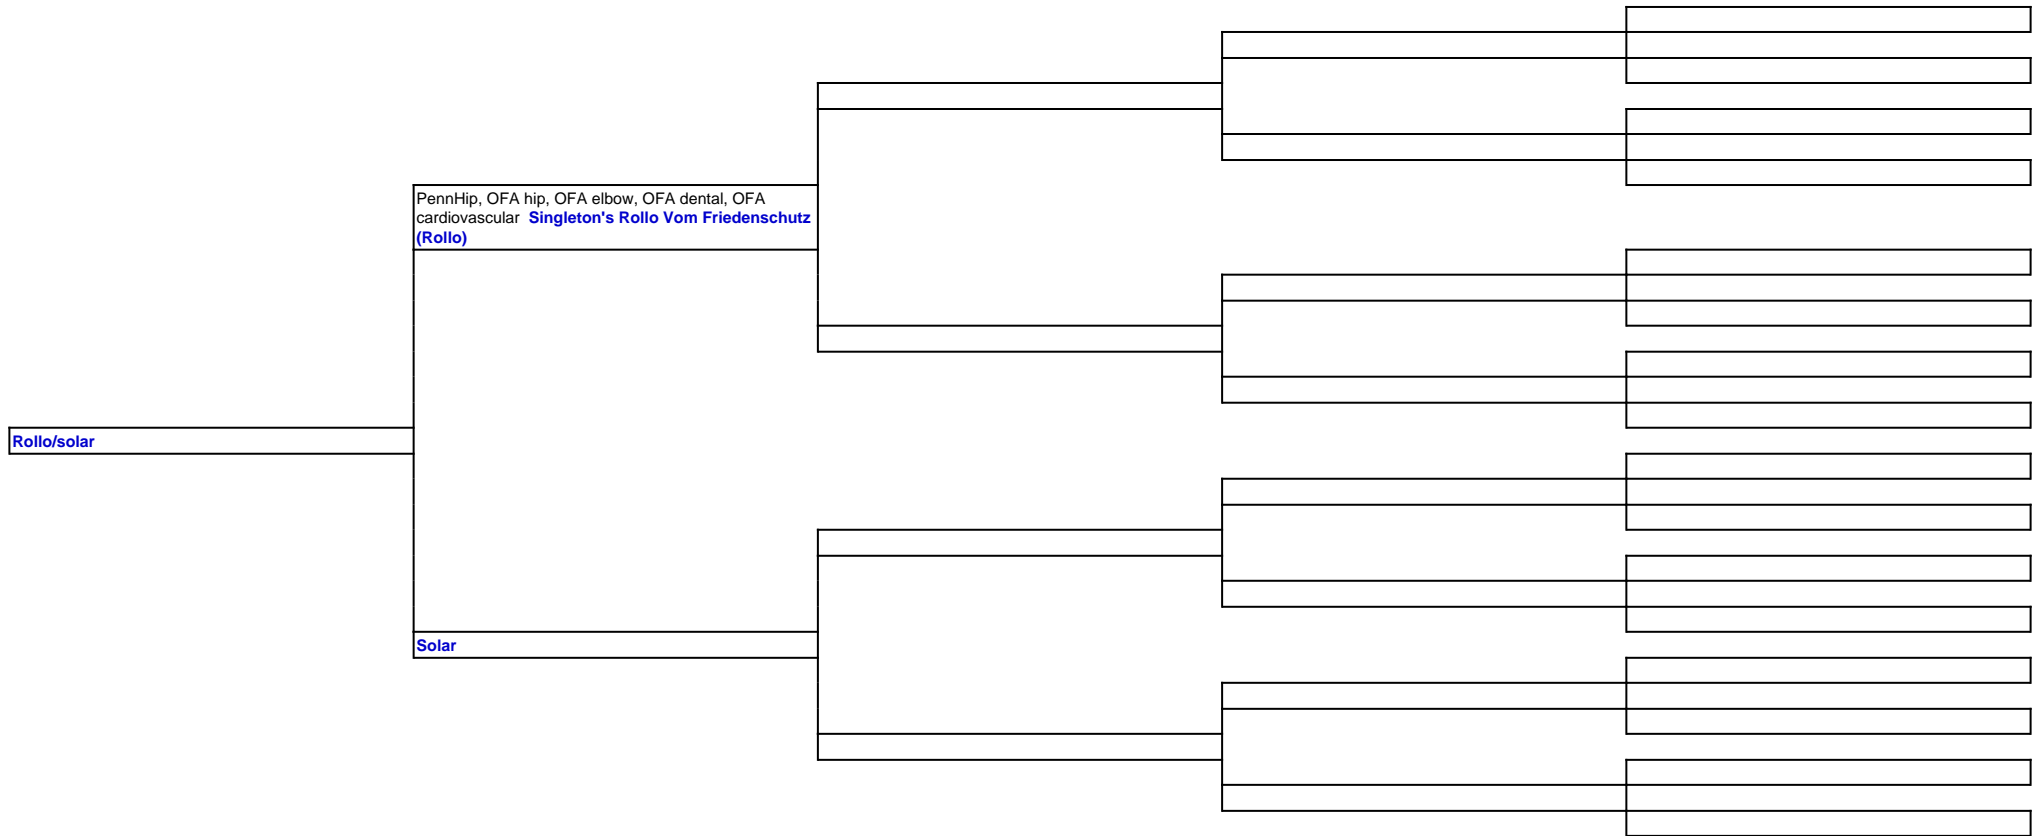 PennHip, OFA hip, OFA elbow, OFA dental, OFA
cardiovascular  Singleton's Rollo Vom Friedenschutz
(Rollo)
Rollo/solar
Solar